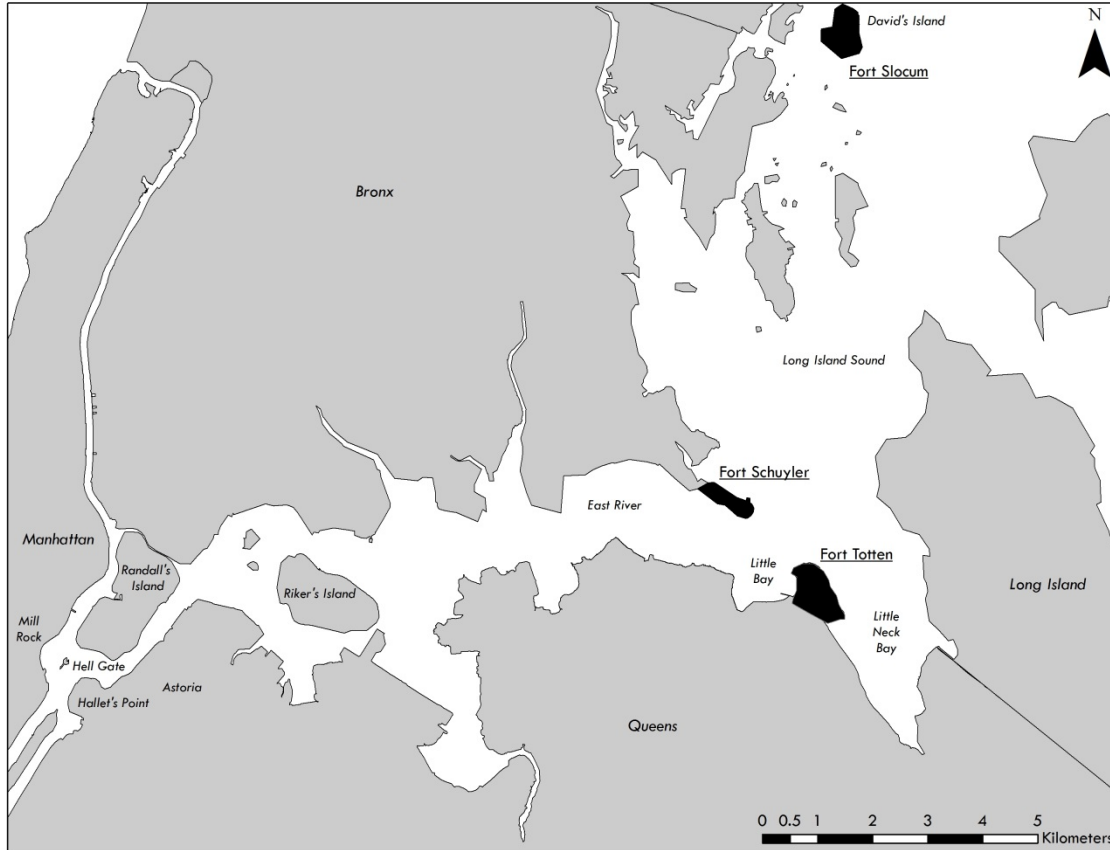 David's Island
N
Fort Slocum
Bronx
Long Island Sound
Fort Schuyler
East River
Manhattan
Randall's
Island
Riker's Island
Little
Bay
Fort Totten
Long Island
Mill
Rock
Little
Neck
Bay
Hell Gate
Astoria
Hallet's Point
Queens
0 0.5 1 2 3 4 5
Kilometers